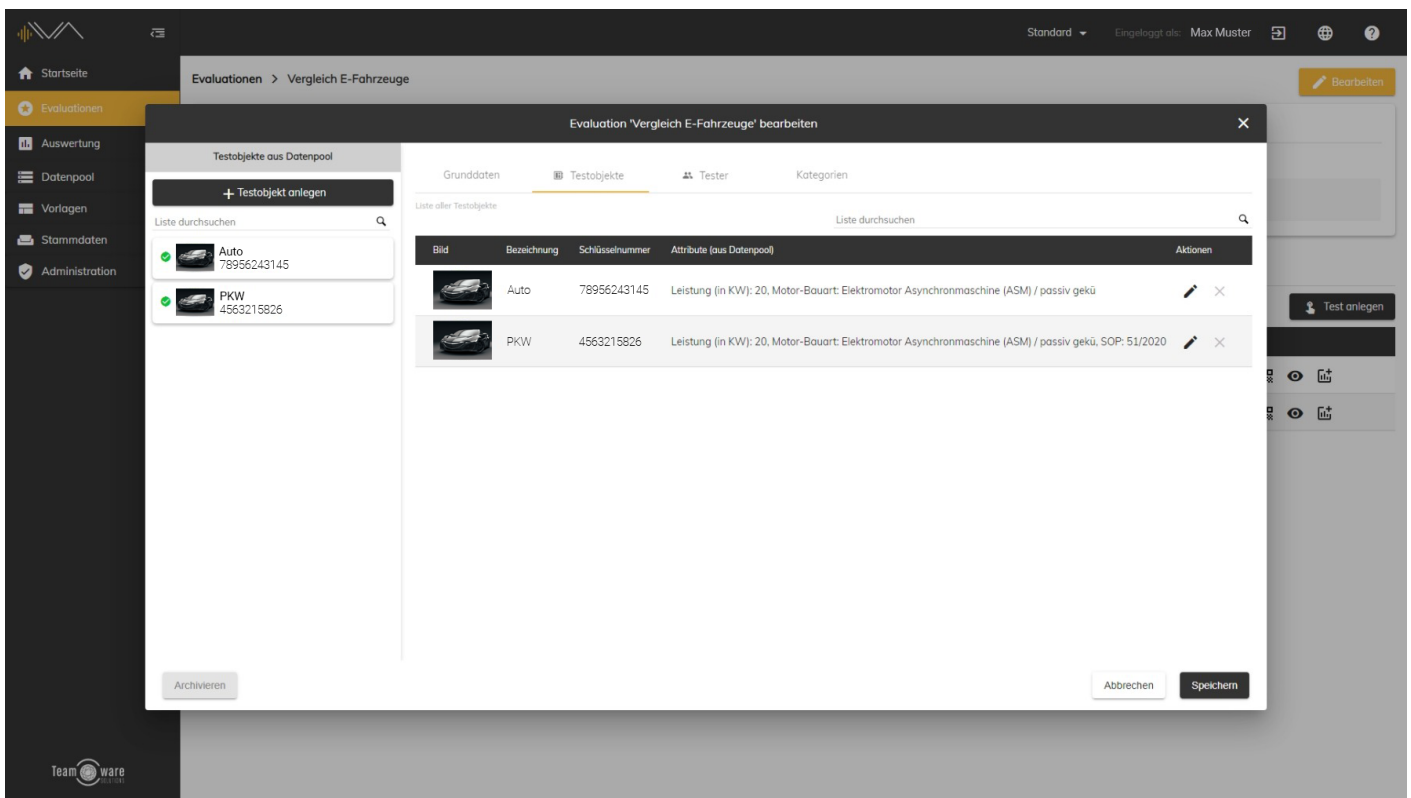 Standard
Eingeloggt als: Max Muster
Startseite
Evaluationen
Auswertung
Datenpool
Vorlagen
Stammdaten
Administration
Evaluationen > Vergleich E-Fahrzeuge
Bearbeiten
Evaluation 'Vergleich E-Fahrzeuge' bearbeiten
Testobjekte aus Datenpool
+ Testobjekt anlegen
Liste durchsuchen
Auto
78956243145
PKW
4563215826
Grunddaten Testobjekte Tester Kategorien
Liste aller Testobjekte
Liste durchsuchen
Bild Bezeichnung Schlüsselnummer Attribute (aus Datenpool) Aktionen
Auto 78956243145 Leistung (in KW): 20, Motor-Bauart: Elektromotor Asynchronmaschine (ASM) / passiv gekü
PKW 4563215826 Leistung (in KW): 20, Motor-Bauart: Elektromotor Asynchronmaschine (ASM) / passiv gekü, SOP: 51/2020
Test anlegen
Archivieren
Abbrechen
Speichern
Team ware